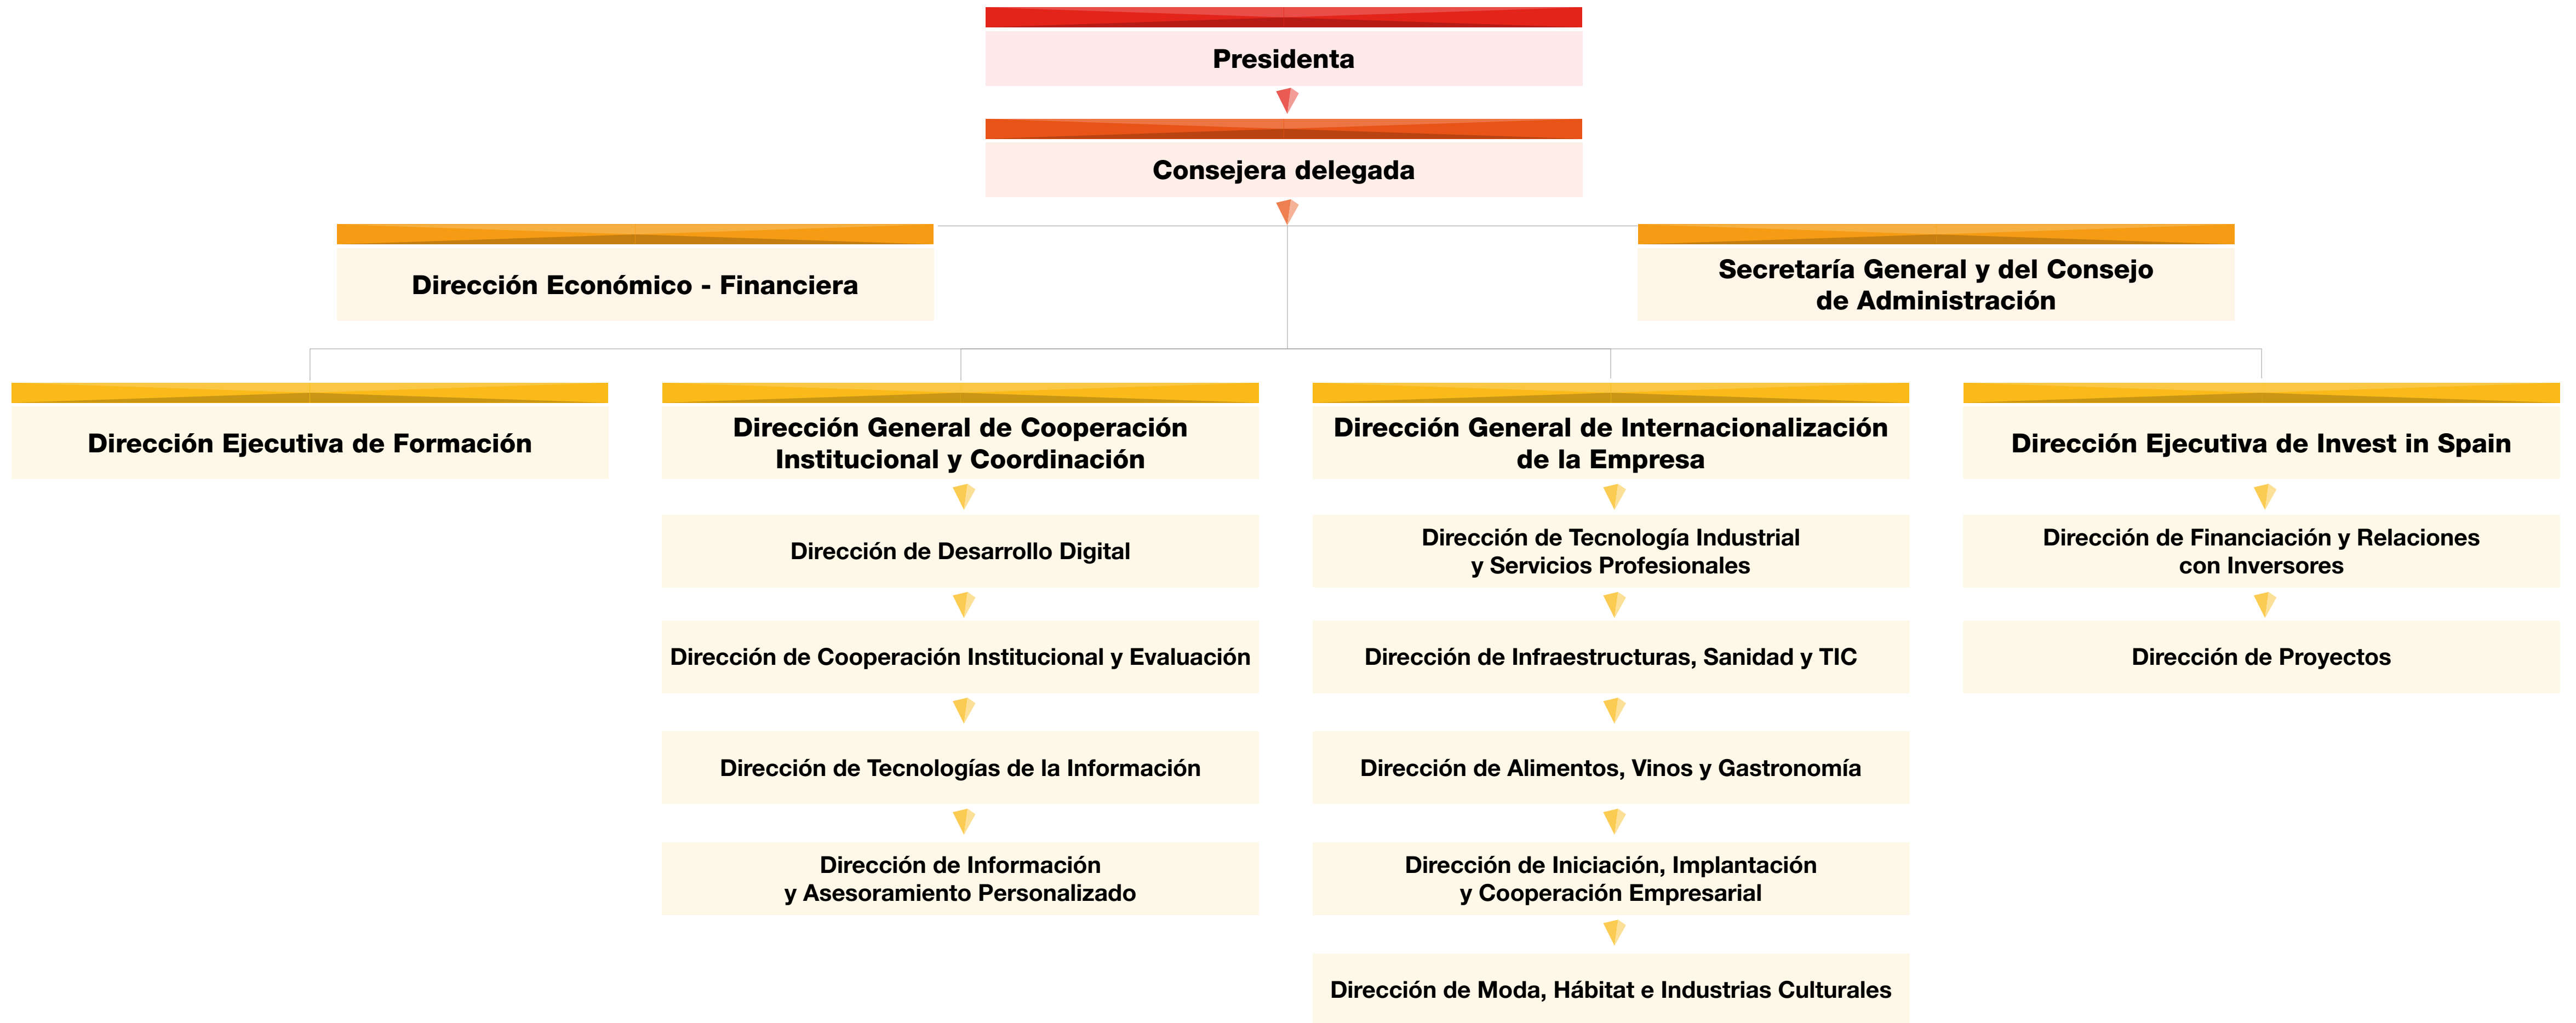 Presidenta
Consejera delegada
Dirección Económico - Financiera
Secretaría General y del Consejo
de Administración
Dirección Ejecutiva de Formación
Dirección General de Cooperación
Institucional y Coordinación
Dirección de Desarrollo Digital
Dirección de Cooperación Institucional y Evaluación
Dirección de Tecnologías de la Información
Dirección de Información
y Asesoramiento Personalizado
Dirección General de Internacionalización
de la Empresa
Dirección de Tecnología Industrial
y Servicios Profesionales
Dirección de Infraestructuras, Sanidad y TIC
Dirección de Alimentos, Vinos y Gastronomía
Dirección de Iniciación, Implantación
y Cooperación Empresarial
Dirección de Moda, Hábitat e Industrias Culturales
Dirección Ejecutiva de Invest in Spain
Dirección de Financiación y Relaciones
con Inversores
Dirección de Proyectos